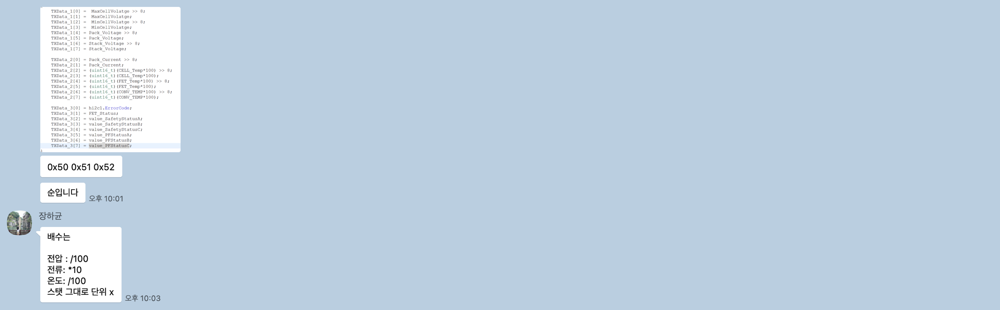 TXData_1[0] =  MaxCellVolatge >> 8;
TXData_1[1] =  MaxCellVolatge;
TXData_1[2] =  MinCellVolatge >> 8;
TXData_1[3] =  MinCellVolatge;
TXData_1[4] = Pack_Voltage >> 8;
TXData_1[5] = Pack_Voltage;
TXData_1[6] = Stack_Voltage >> 8;
TXData_1[7] = Stack_Voltage;
TXData_2[0] = Pack_Current >> 8;
TXData_2[1] = Pack_Current;
TXData_2[2] = (uint16_t)(CELL_Temp*100) >> 8;
TXData_2[3] = (uint16_t)(CELL_Temp*100);
TXData_2[4] = (uint16_t)(FET_Temp*100) >> 8;
TXData_2[5] = (uint16_t)(FET_Temp*100);
TXData_2[6] = (uint16_t)(CONV_TEMP*100) >> 8;
TXData_2[7] = (uint16_t)(CONV_TEMP*100);
TXData_3[0] = hi2c1.ErrorCode;
TXData_3[1] = FET_Status;
TXData_3[2] = value_SafetyStatusA;
TXData_3[3] = value_SafetyStatusB;
TXData_3[4] = value_SafetyStatusC;
TXData_3[5] = value_PFStatusA;
TXData_3[6] = value_PFStatusB;
TXData_3[7] = value_PFStatusC;
}
0x50 0x51 0x52
순입니다
오후 10:01
장하균
배수는
전압 : /100
전류: *10
온도: /100
스탯 그대로 단위 x
오후 10:03